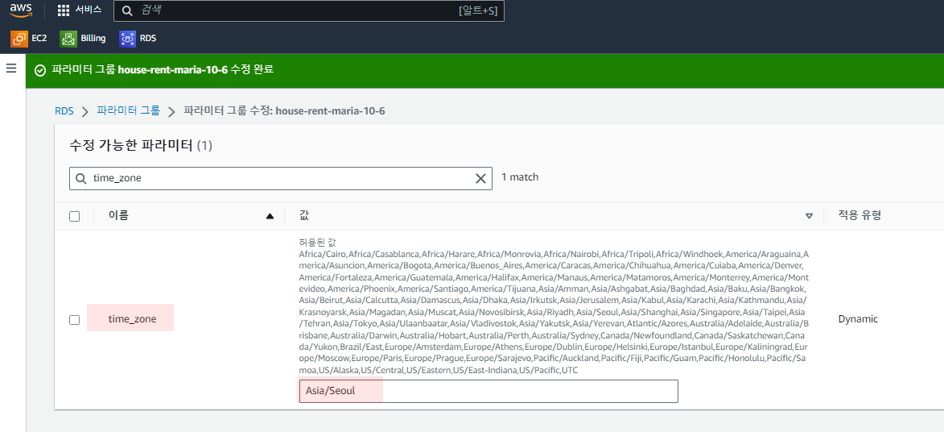 aws
서비스
검색
[알트+S]
EC2
Billing
RDS
파라미터 그룹 house-rent-maria-10-6 수정 완료
RDS
파라미터 그룹
파라미터 그룹 수정: house-rent-maria-10-6
수정 가능한 파라미터 (1)
time_zone
1 match
이름
값
적용 유형
허용된 값
Africa/Cairo,Africa/Casablanca,Africa/Harare,Africa/Monrovia,Africa/Nairobi,Africa/Tripoli,Africa/Windhoek,America/Araguaina,A
merica/Asuncion,America/Bogota,America/Buenos_Aires,America/Caracas,America/Chihuahua,America/Cuiaba,America/Denver,
America/Fortaleza,America/Guatemala,America/Halifax,America/Manaus,America/Matamoros,America/Monterrey,America/Mont
evideo,America/Phoenix,America/Santiago,America/Tijuana,Asia/Amman,Asia/Ashgabat,Asia/Baghdad,Asia/Baku,Asia/Bangkok,
Asia/Beirut,Asia/Calcutta,Asia/Damascus,Asia/Dhaka,Asia/Irkutsk,Asia/Jerusalem,Asia/Kabul,Asia/Karachi,Asia/Kathmandu,Asia/
Krasnoyarsk,Asia/Magadan,Asia/Muscat,Asia/Novosibirsk,Asia/Riyadh,Asia/Seoul,Asia/Shanghai,Asia/Singapore,Asia/Taipei,Asia
/Tehran,Asia/Tokyo,Asia/Ulaanbaatar,Asia/Vladivostok,Asia/Yakutsk,Asia/Yerevan,Atlantic/Azores,Australia/Adelaide,Australia/B
risbane,Australia/Darwin,Australia/Hobart,Australia/Perth,Australia/Sydney,Canada/Newfoundland,Canada/Saskatchewan,Cana
da/Yukon,Brazil/East,Europe/Amsterdam,Europe/Athens,Europe/Dublin,Europe/Helsinki,Europe/Istanbul,Europe/Kaliningrad,Eur
ope/Moscow,Europe/Paris,Europe/Prague,Europe/Sarajevo,Pacific/Auckland,Pacific/Fiji,Pacific/Guam,Pacific/Honolulu,Pacific/Sa
moa,US/Alaska,US/Central,US/Eastern,US/East-Indiana,US/Pacific,UTC
time_zone
Dynamic
Asia/Seoul